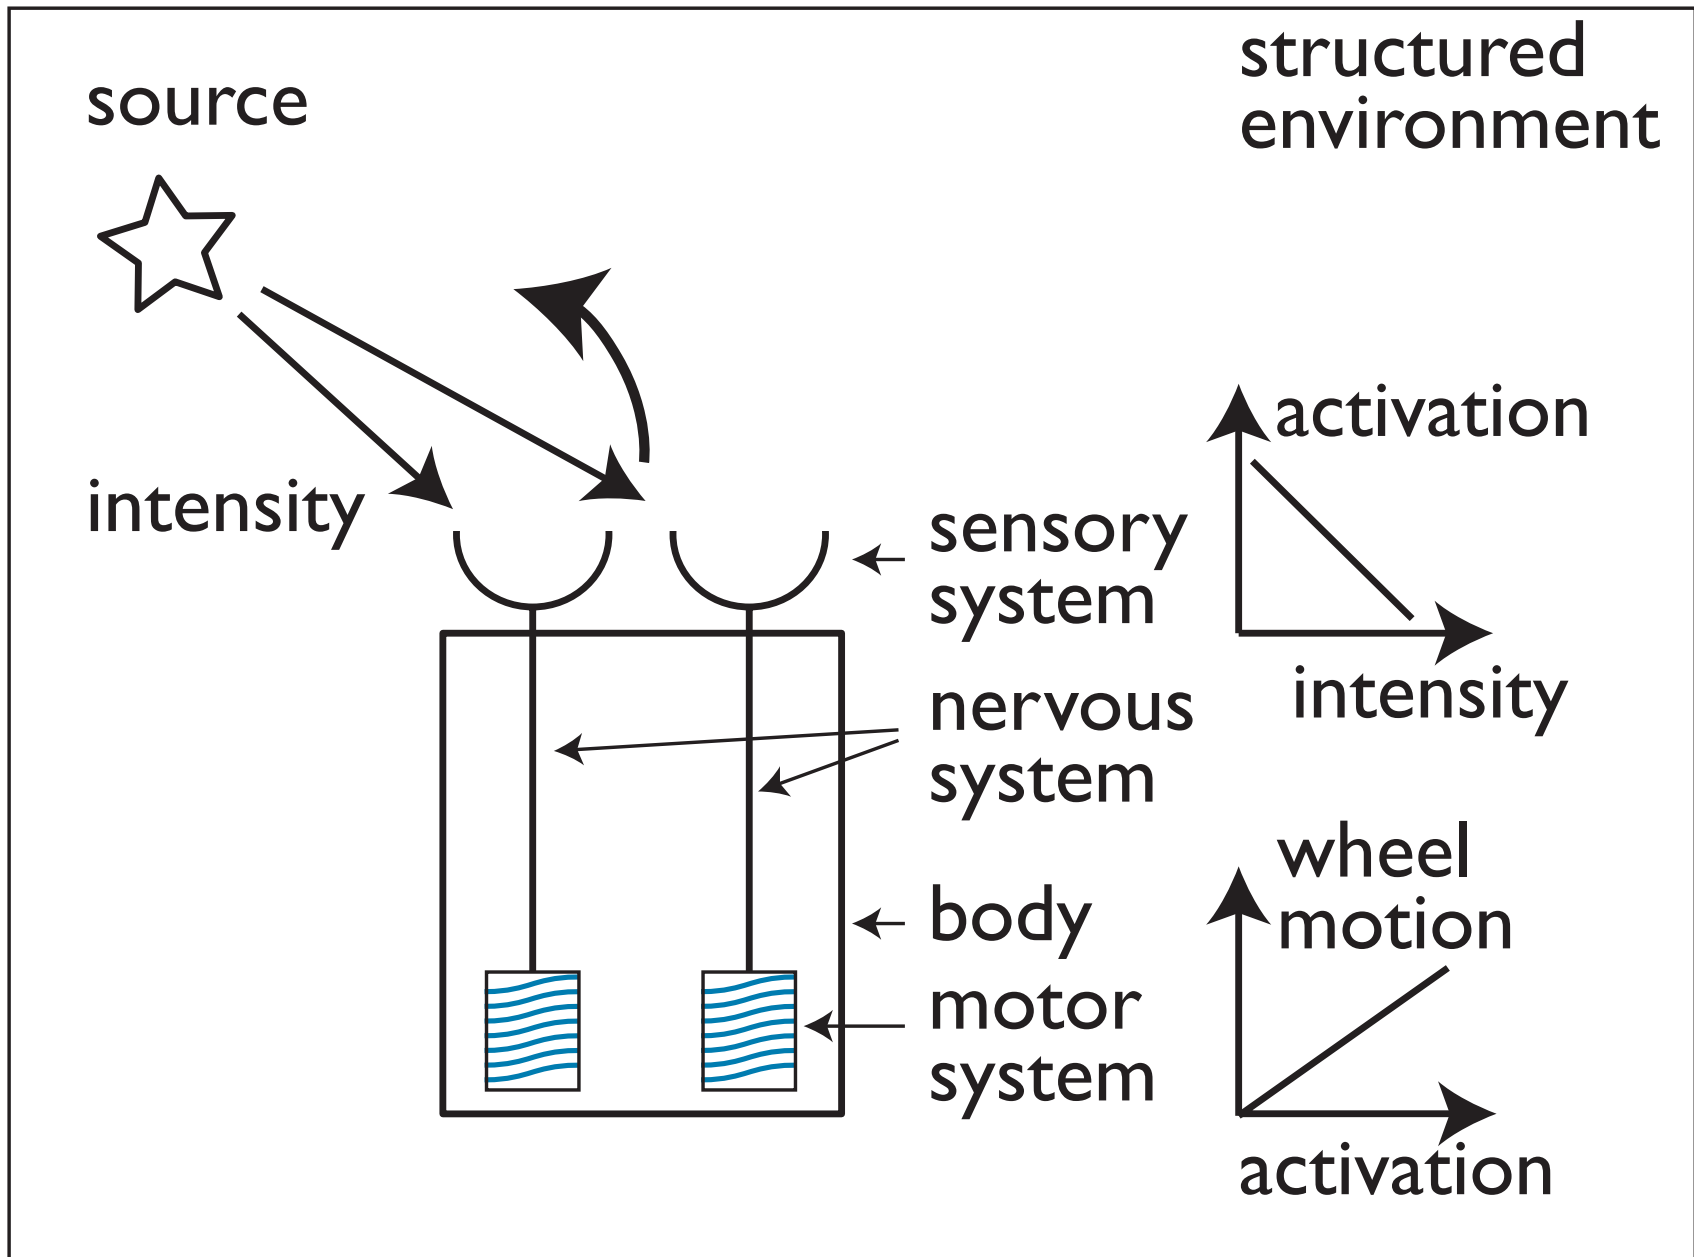 structured
environment
source
intensity
sensory
system
nervous
system
body
motor
system
activation
intensity
wheel
motion
activation